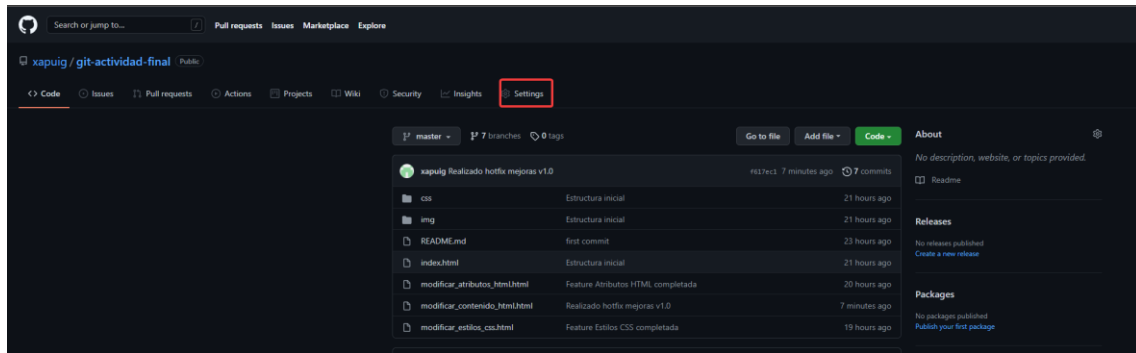 Search or jump to... /
Pull requests Issues Marketplace Explore
xapuig / git-actividad-final Public
<> Code Issues Pull requests Actions Projects Wiki Security Insights Settings
master 7 branches 0 tags Go to file Add file Code
xapuig Realizado hotfix mejoras v1.0 f617ec1 7 minutes ago 7 commits
css Estructura inicial 21 hours ago
img Estructura inicial 21 hours ago
README.md first commit 23 hours ago
index.html Estructura inicial 21 hours ago
modificar_atributos_html.html Feature Atributos HTML completada 20 hours ago
modificar_contenido_html.html Realizado hotfix mejoras v1.0 7 minutes ago
modificar_estilos_css.html Feature Estilos CSS completada 19 hours ago
About
No description, website, or topics provided.
Readme
Releases
No releases published
Create a new release
Packages
No packages published
Publish your first package